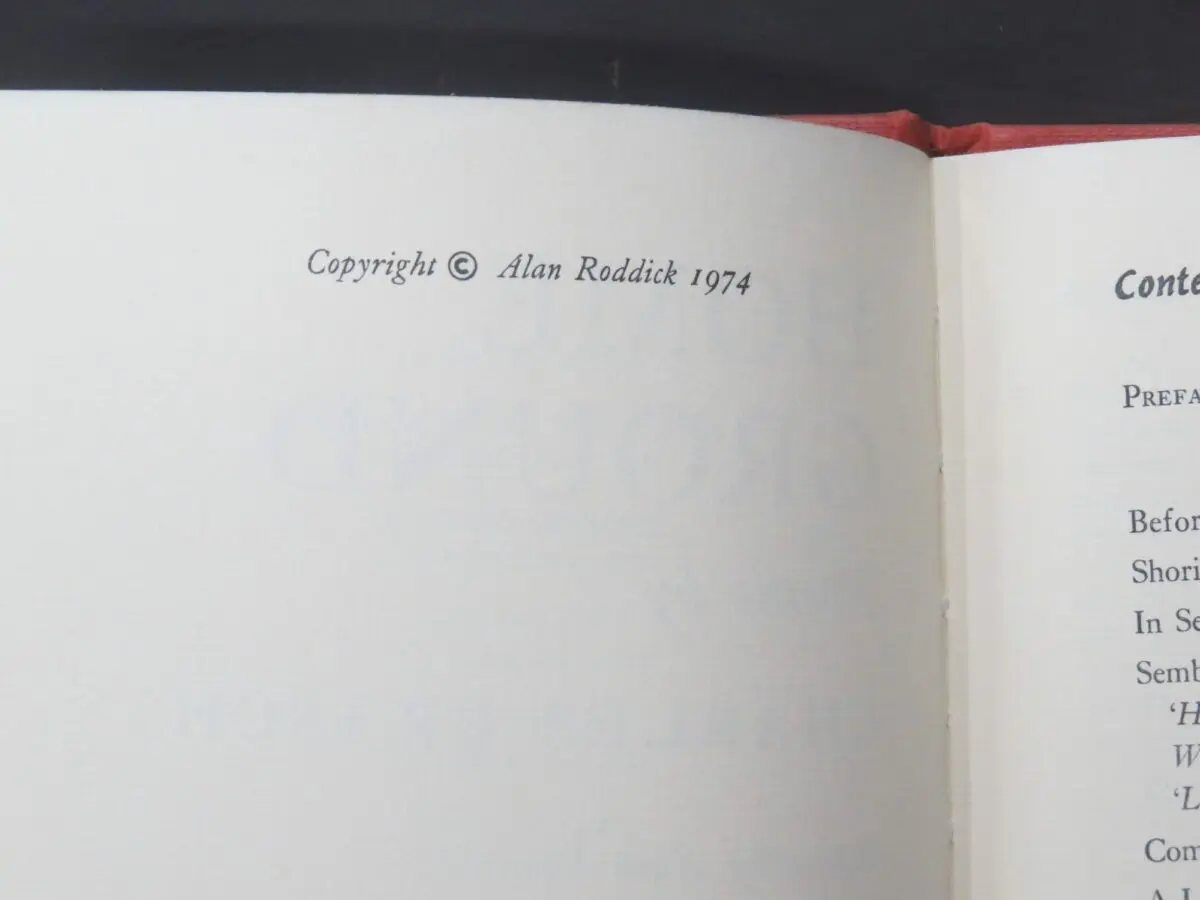 Copyright © Alan Roddick 1974
Conte
PREFA
Befor
Shori
In Se
Semb
'H
W
'L
Com